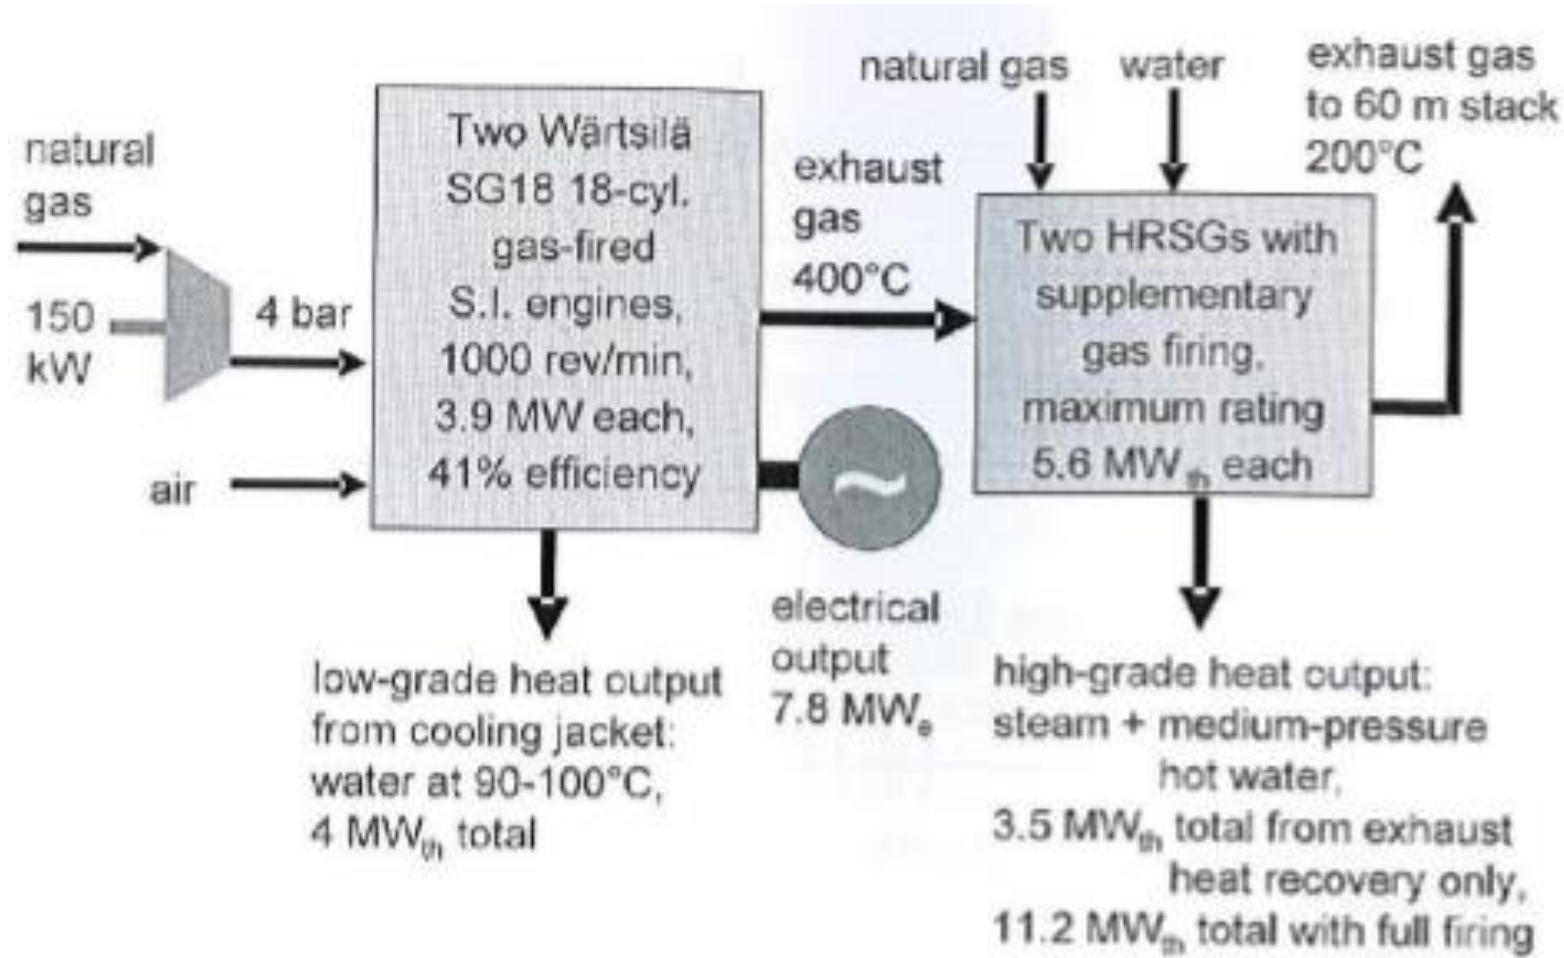 natural
gas
150
kW
4 bar
air
Two Wärtsilä
SG18 18-cyl.
gas-fired
S.I. engines,
1000 rev/min,
3.9 MW each,
41% efficiency
low-grade heat output
from cooling jacket:
water at 90-100°C,
4 MWth total
exhaust
gas
400°C
~
electrical
output
7.8 MWe
natural gas
water
Two HRSGs with
supplementary
gas firing,
maximum rating
5.6 MWth each
exhaust gas
to 60 m stack
200°C
high-grade heat output:
steam + medium-pressure
hot water,
3.5 MWth total from exhaust
heat recovery only,
11.2 MWth total with full firing